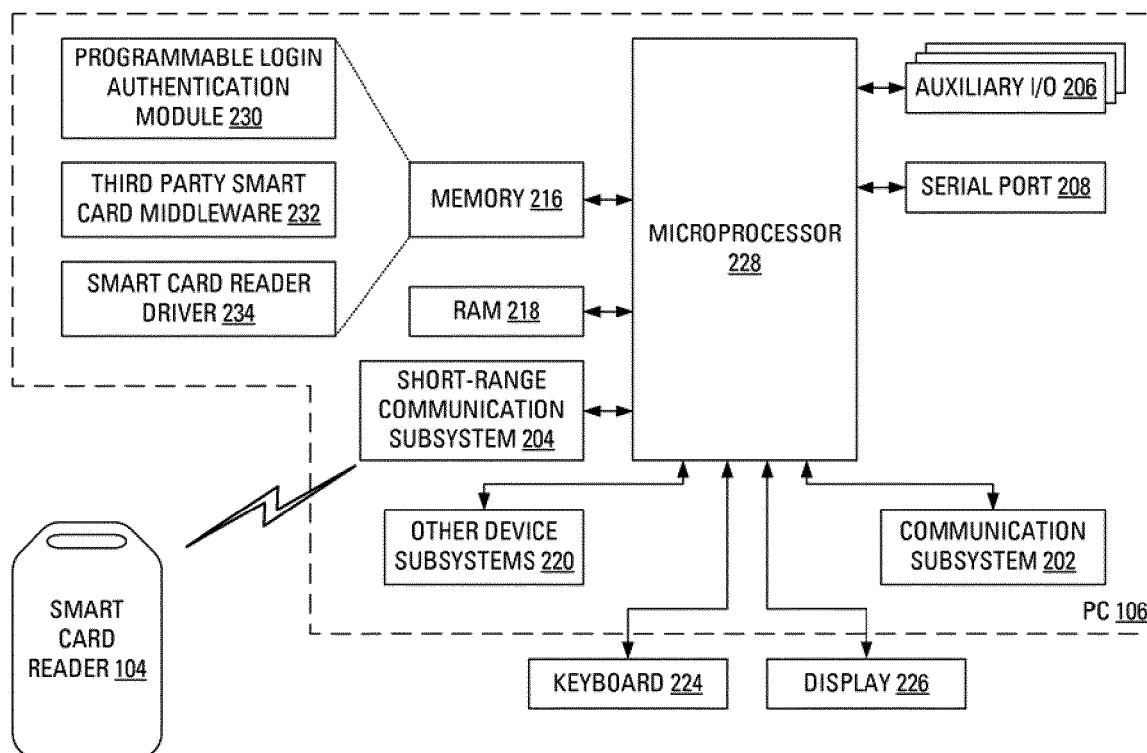 PROGRAMMABLE LOGIN
AUTHENTICATION
MODULE 230
THIRD PARTY SMART
CARD MIDDLEWARE 232
SMART CARD READER
DRIVER 234
MEMORY 216
RAM 218
SHORT-RANGE
COMMUNICATION
SUBSYSTEM 204
MICROPROCESSOR
228
AUXILIARY I/O 206
SERIAL PORT 208
OTHER DEVICE
SUBSYSTEMS 220
COMMUNICATION
SUBSYSTEM 202
PC 106
SMART
CARD
READER 104
KEYBOARD 224
DISPLAY 226